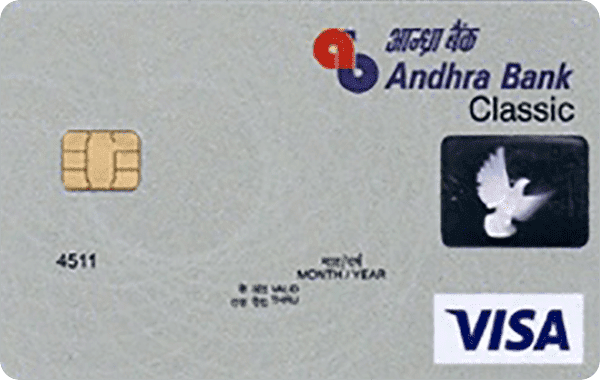 आन्ध्रा बैंक
Andhra Bank
Classic
4511
माह/वर्ष
MONTH / YEAR
VALID
THRU
VISA